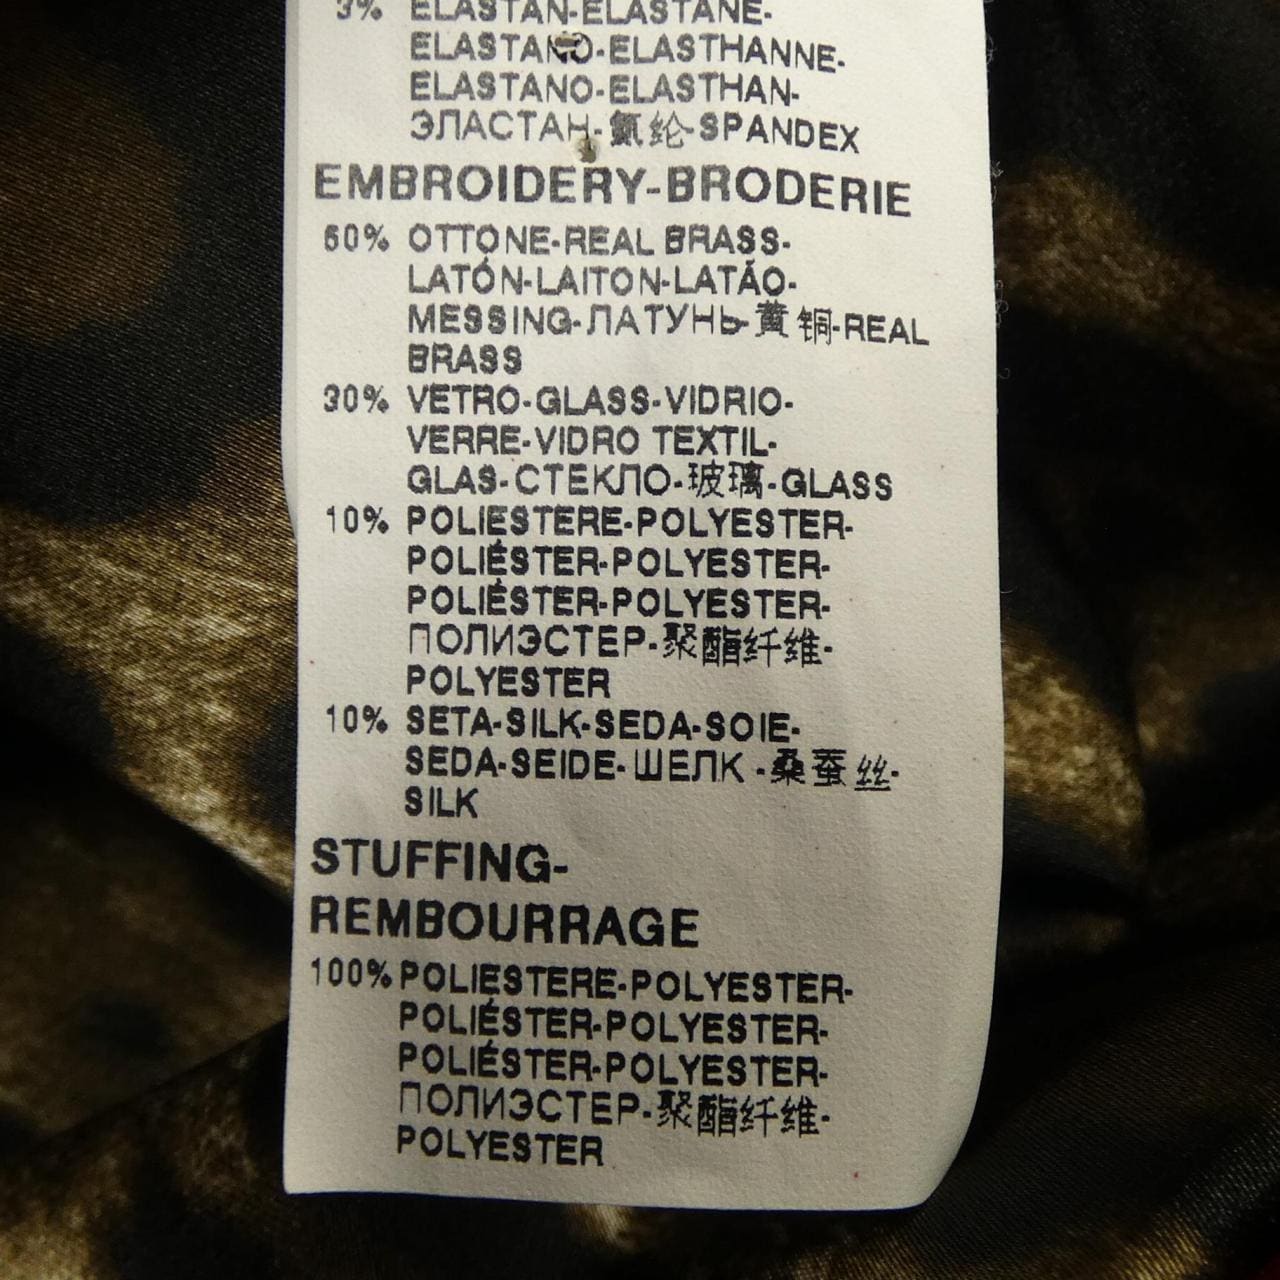 3% ELASTAN-ELASTANE-
ELASTANO-ELASTHANNE-
ELASTANO-ELASTHAN-
ЭЛАСТАН-氨纶-SPANDEX
EMBROIDERY-BRODERIE
50% OTTONE-REAL BRASS-
LATÓN-LAITON-LATÃO-
MESSING-ЛАТУНЬ-黄铜-REAL
BRASS
30% VETRO-GLASS-VIDRIO-
VERRE-VIDRO TEXTIL-
GLAS-СТЕКЛО-玻璃-GLASS
10% POLIESTERE-POLYESTER-
POLIÉSTER-POLYESTER-
POLIÉSTER-POLYESTER-
ПОЛИЭСТЕР-聚酯纤维-
POLYESTER
10% SETA-SILK-SEDA-SOIE-
SEDA-SEIDE-ШЕЛК-桑蚕丝-
SILK
STUFFING-
REMBOURRAGE
100% POLIESTERE-POLYESTER-
POLIÉSTER-POLYESTER-
POLIÉSTER-POLYESTER-
ПОЛИЭСТЕР-聚酯纤维-
POLYESTER